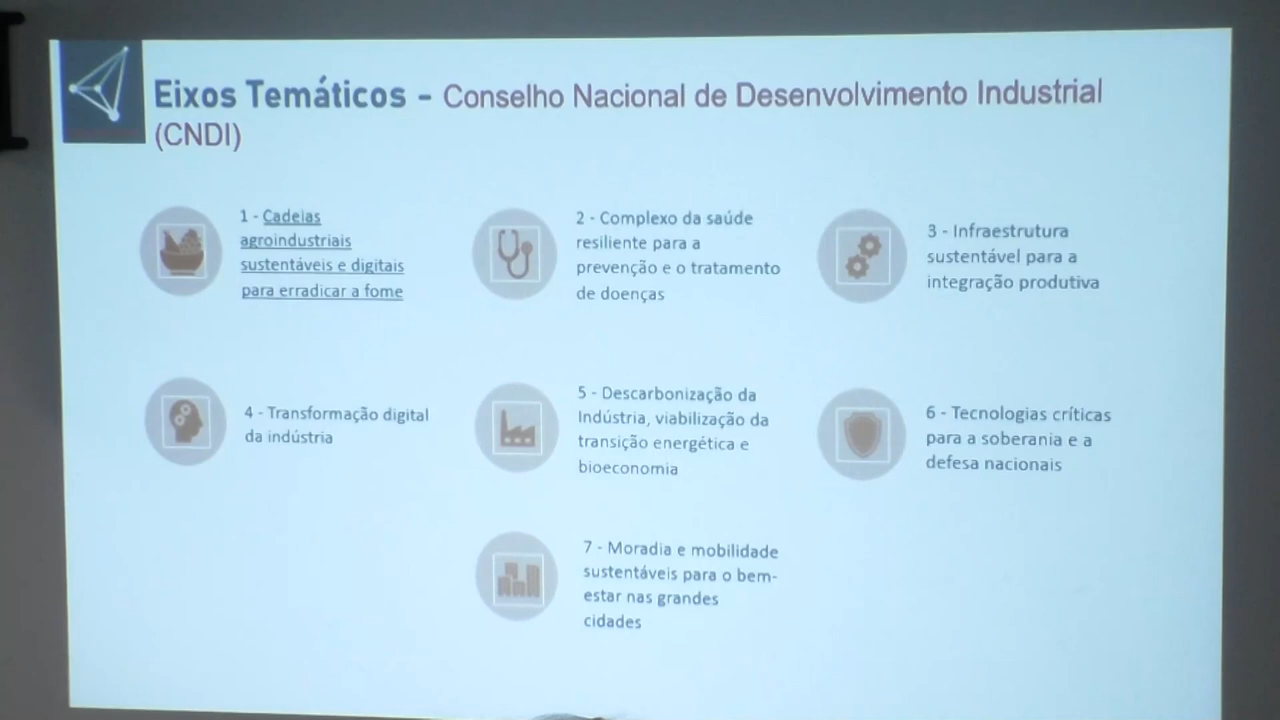 Eixos Temáticos - Conselho Nacional de Desenvolvimento Industrial
(CNDI)
1 - Cadeias
agroindustriais
sustentáveis e digitais
para erradicar a fome
2 - Complexo da saúde
resiliente para a
prevenção e o tratamento
de doenças
3 - Infraestrutura
sustentável para a
integração produtiva
4 - Transformação digital
da indústria
5 - Descarbonização da
Indústria, viabilização da
transição energética e
bioeconomia
6 - Tecnologias críticas
para a soberania e a
defesa nacionais
7 - Moradia e mobilidade
sustentáveis para o bem-
estar nas grandes
cidades